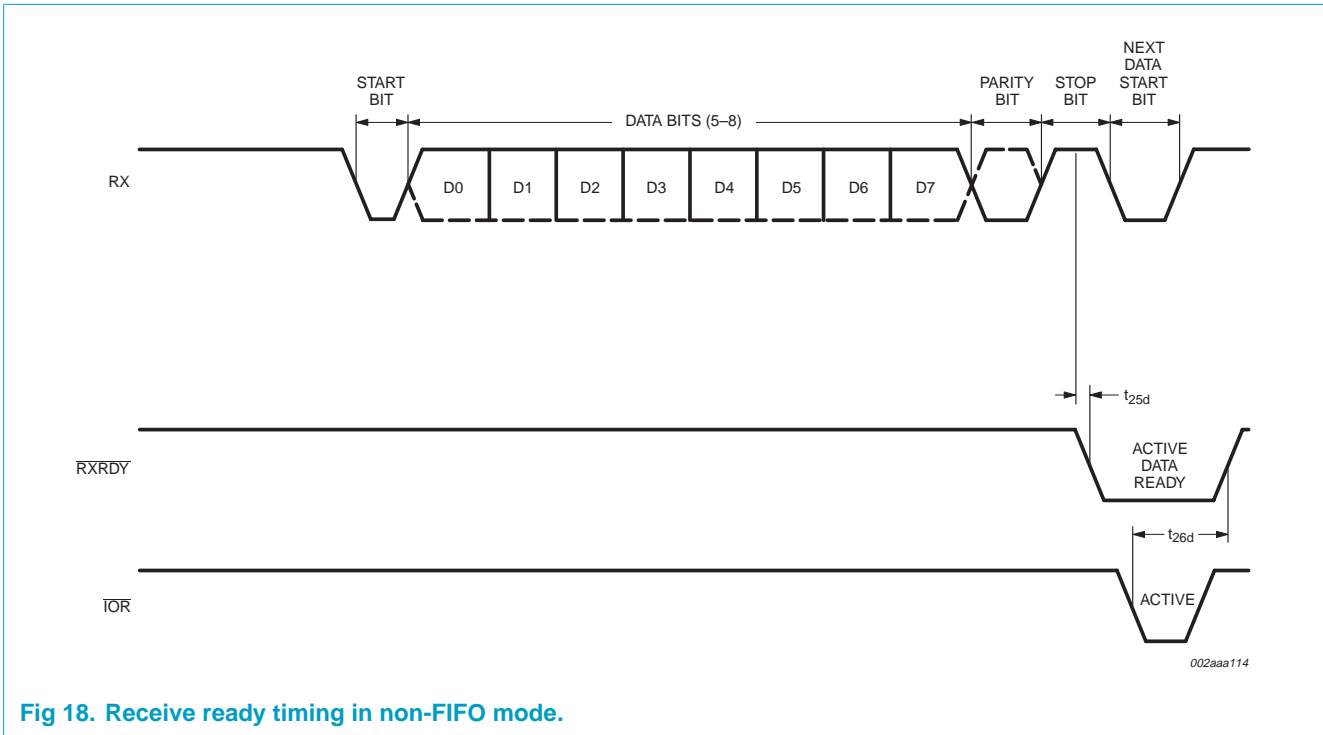 START
BIT
DATA BITS (5–8)
PARITY
BIT
STOP
BIT
NEXT
DATA
START
BIT
RX
D0 D1 D2 D3 D4 D5 D6 D7
t25d
RXRDY
ACTIVE
DATA
READY
t26d
IOR
ACTIVE
002aaa114
Fig 18. Receive ready timing in non-FIFO mode.